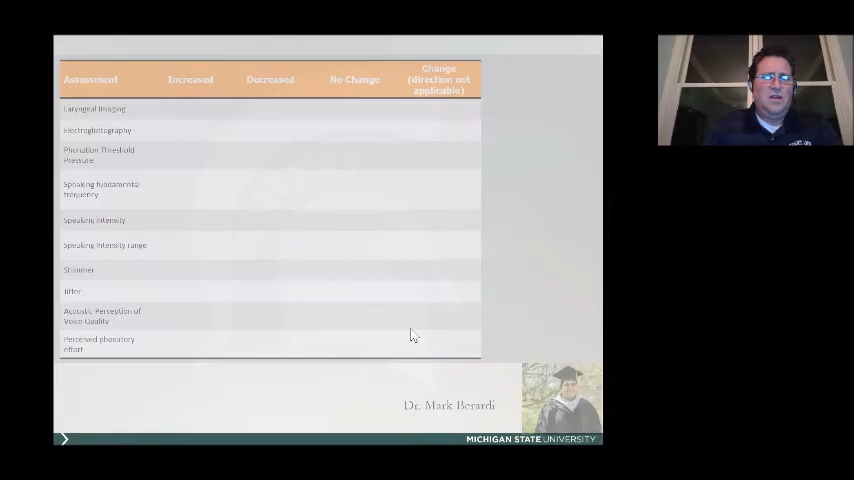 Assessment Increased Decreased No Change Change (direction not applicable)
Laryngeal Imaging
Electroglottography
Phonation Threshold
Pressure
Speaking fundamental
frequency
Speaking intensity
Speaking intensity range
Shimmer
Jitter
Acoustic Perception of
Voice Quality
Perceived phonatory
effort
Dr. Mark Berardi
MICHIGAN STATE UNIVERSITY